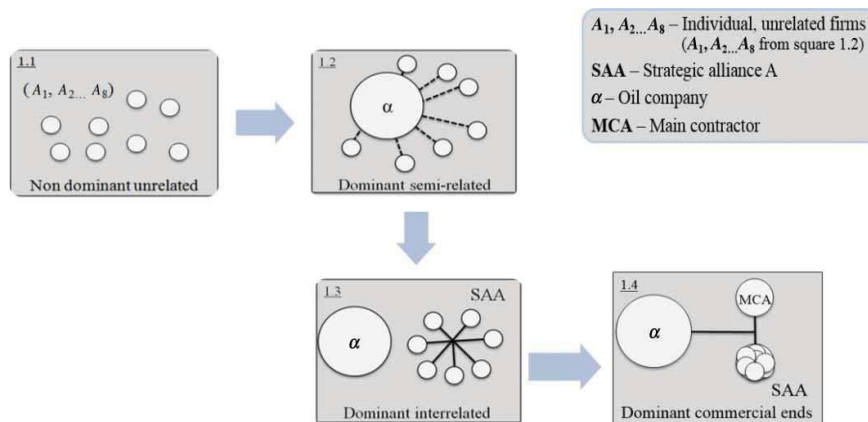 1.1
(A1, A2... A8)
Non dominant unrelated
1.2
α
Dominant semi-related
A1, A2...A8 – Individual, unrelated firms
(A1, A2...A8 from square 1.2)
SAA – Strategic alliance A
α – Oil company
MCA – Main contractor
1.3
SAA
α
Dominant interrelated
1.4
MCA
α
SAA
Dominant commercial ends